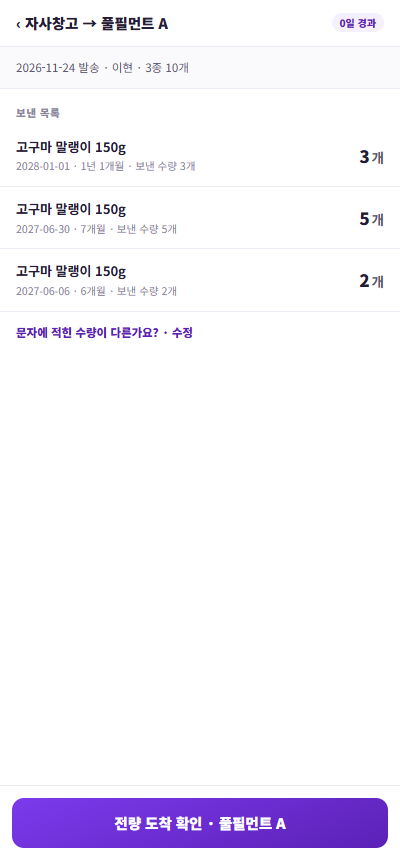 ‹ 자사창고 → 풀필먼트 A
0일 경과
2026-11-24 발송 · 이현 · 3종 10개
보낸 목록
고구마 말랭이 150g
2028-01-01 · 1년 1개월 · 보낸 수량 3개
3개
고구마 말랭이 150g
2027-06-30 · 7개월 · 보낸 수량 5개
5개
고구마 말랭이 150g
2027-06-06 · 6개월 · 보낸 수량 2개
2개
문자에 적힌 수량이 다른가요? · 수정
전량 도착 확인 · 풀필먼트 A